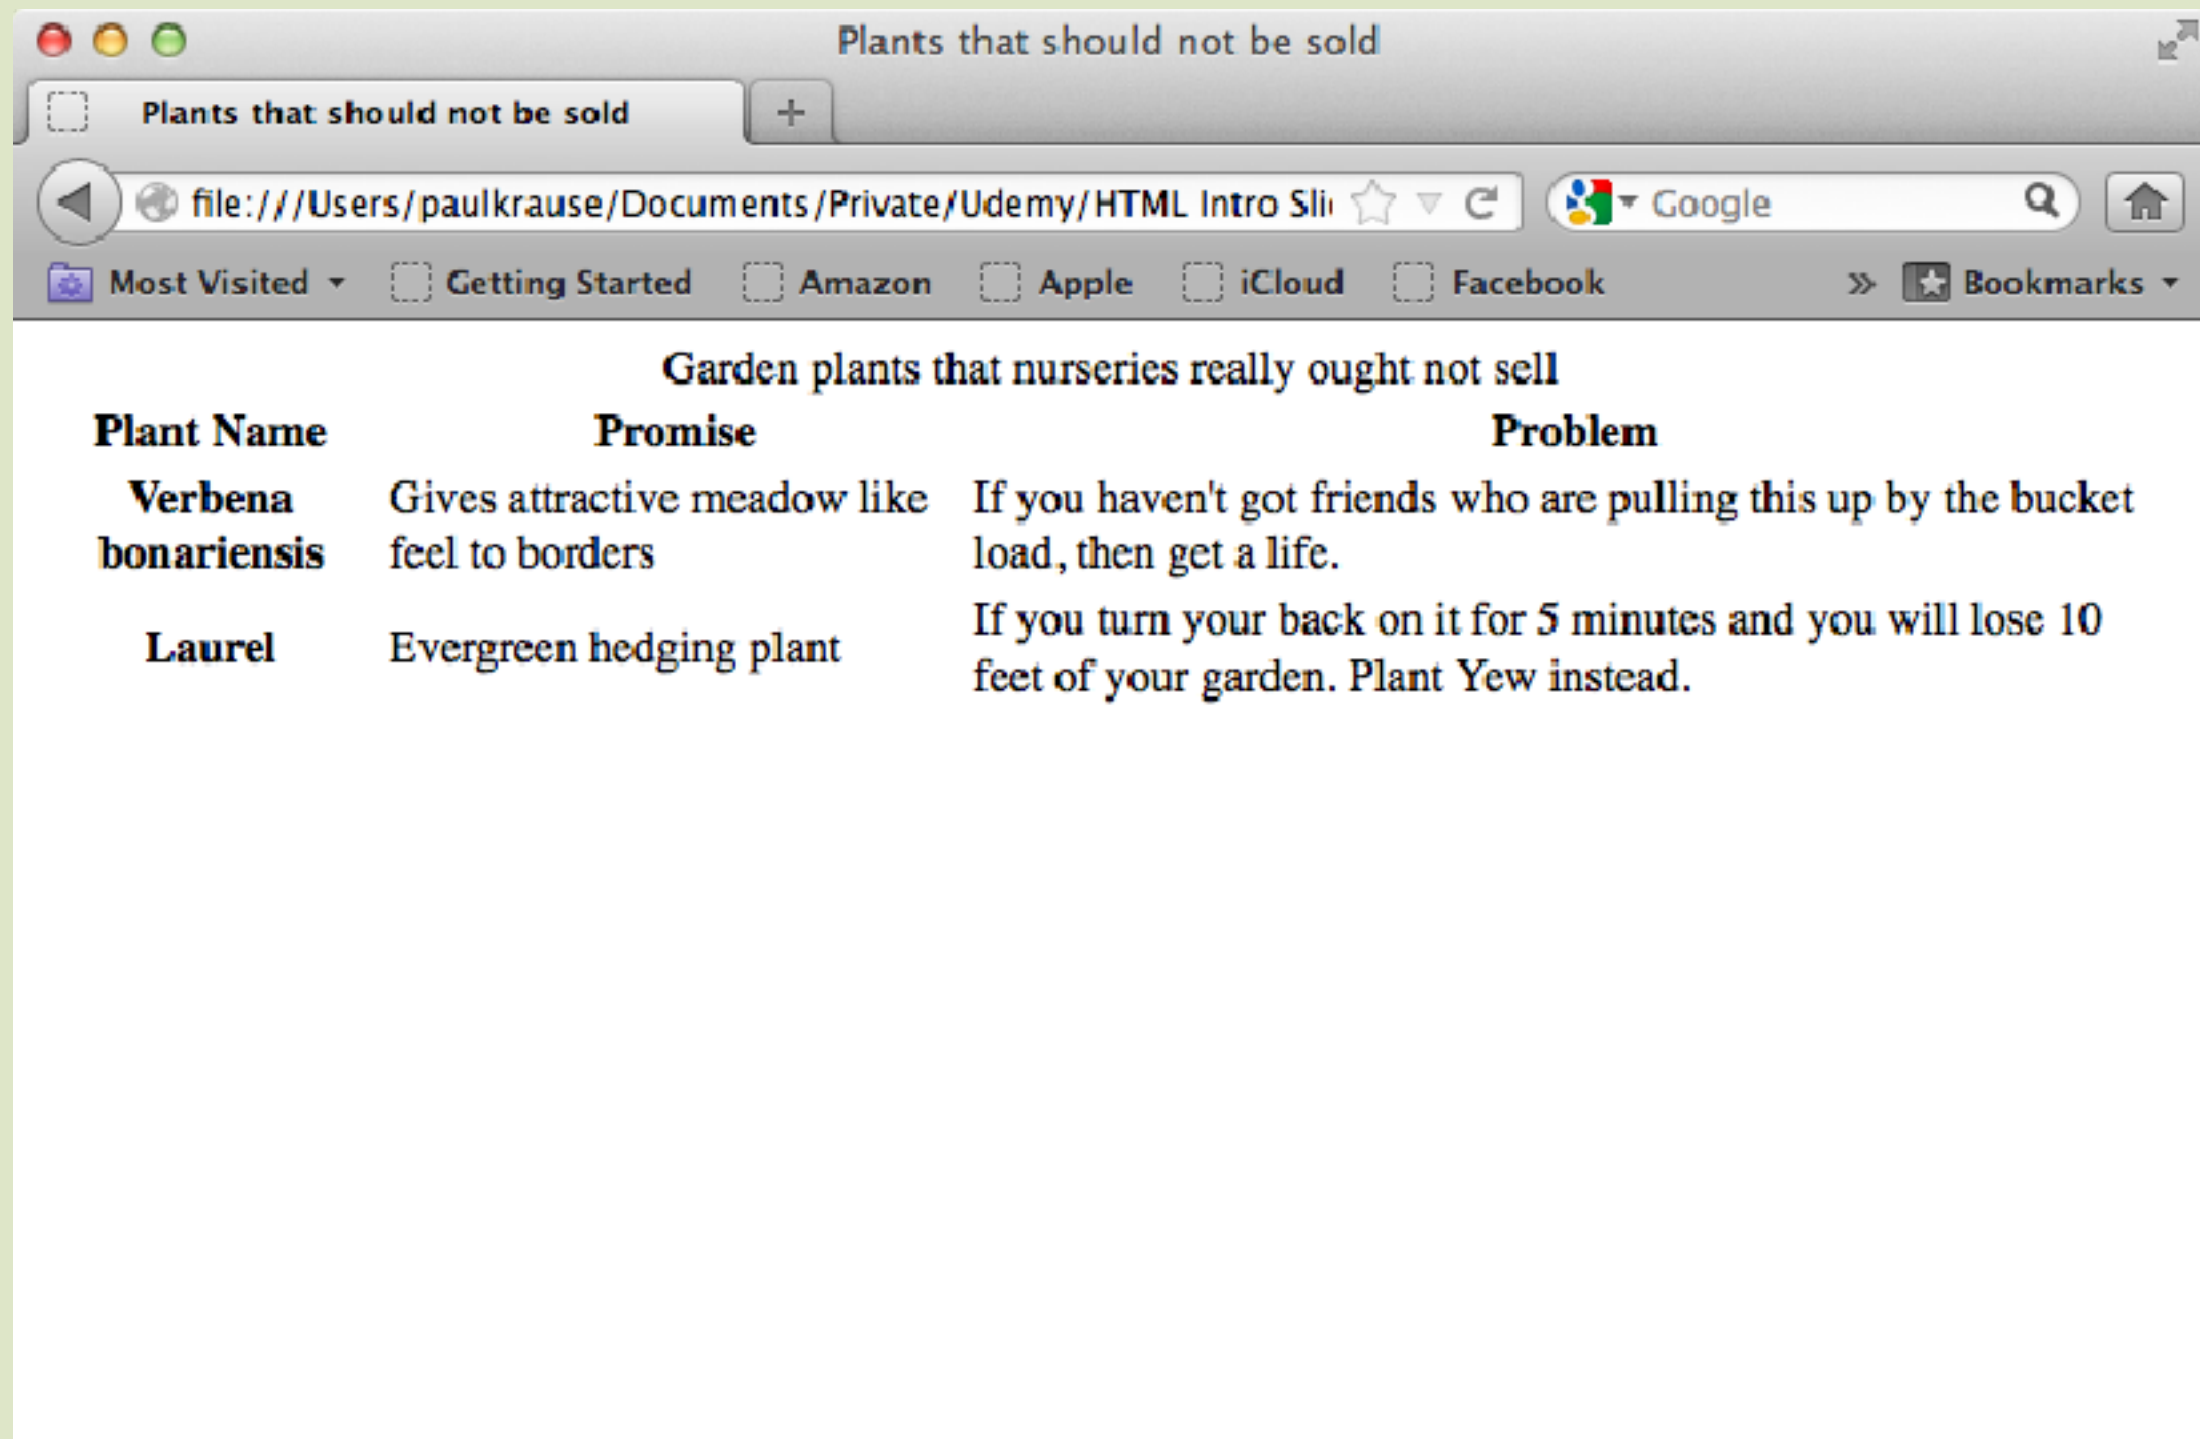 Plants that should not be sold
Plants that should not be sold
file:///Users/paulkrause/Documents/Private/Udemy/HTML Intro Sli
Google
Most Visited
Getting Started
Amazon
Apple
iCloud
Facebook
Bookmarks
Garden plants that nurseries really ought not sell
Plant Name
Promise
Problem
Verbena
bonariensis
Gives attractive meadow like
feel to borders
If you haven't got friends who are pulling this up by the bucket
load, then get a life.
Laurel
Evergreen hedging plant
If you turn your back on it for 5 minutes and you will lose 10
feet of your garden. Plant Yew instead.